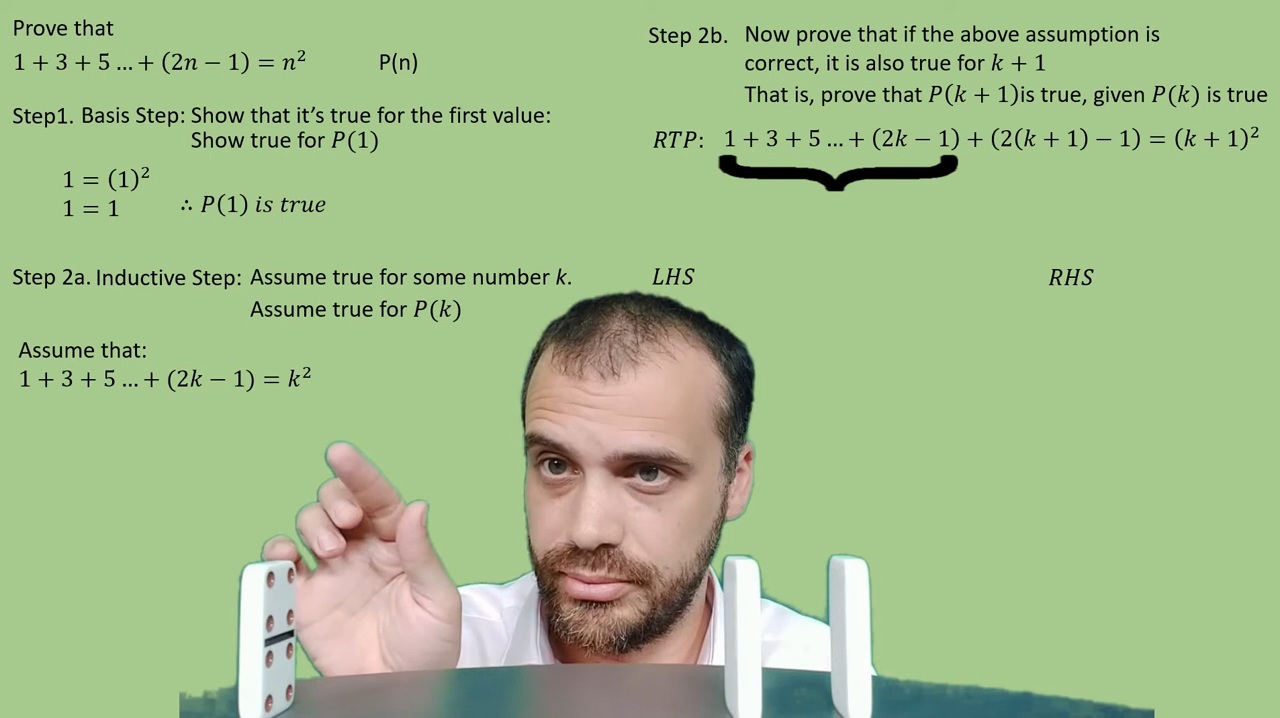 Prove that
1 + 3 + 5 … + (2n − 1) = n² P(n)
Step1. Basis Step: Show that it's true for the first value:
Show true for P(1)
1 = (1)²
1 = 1 ∴ P(1) is true
Step 2a. Inductive Step: Assume true for some number k.
Assume true for P(k)
Assume that:
1 + 3 + 5 … + (2k − 1) = k²
Step 2b. Now prove that if the above assumption is
correct, it is also true for k + 1
That is, prove that P(k + 1)is true, given P(k) is true
RTP: 1 + 3 + 5 … + (2k − 1) + (2(k + 1) − 1) = (k + 1)²
LHS RHS